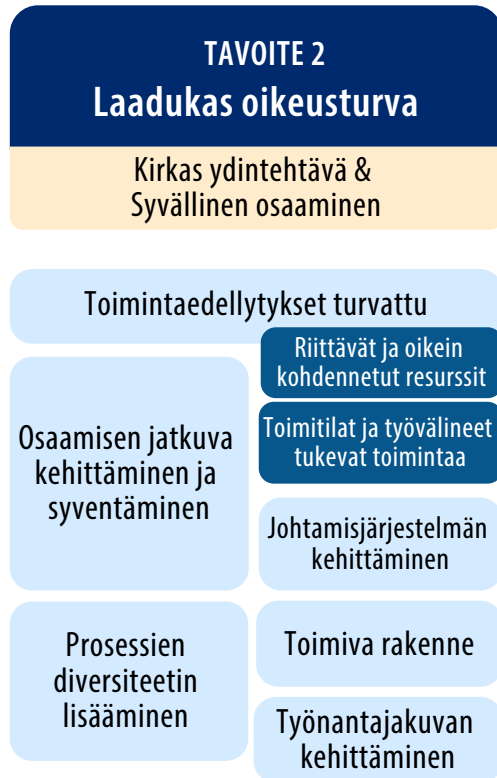 TAVOITE 2
Laadukas oikeusturva
Kirkas ydintehtävä &
Syvällinen osaaminen
Toimintaedellytykset turvattu
Riittävät ja oikein
kohdennetut resurssit
Toimitilat ja työvälineet
tukevat toimintaa
Osaamisen jatkuva
kehittäminen ja
syventäminen
Johtamisjärjestelmän
kehittäminen
Prosessien
diversiteetin
lisääminen
Toimiva rakenne
Työnantajakuvan
kehittäminen